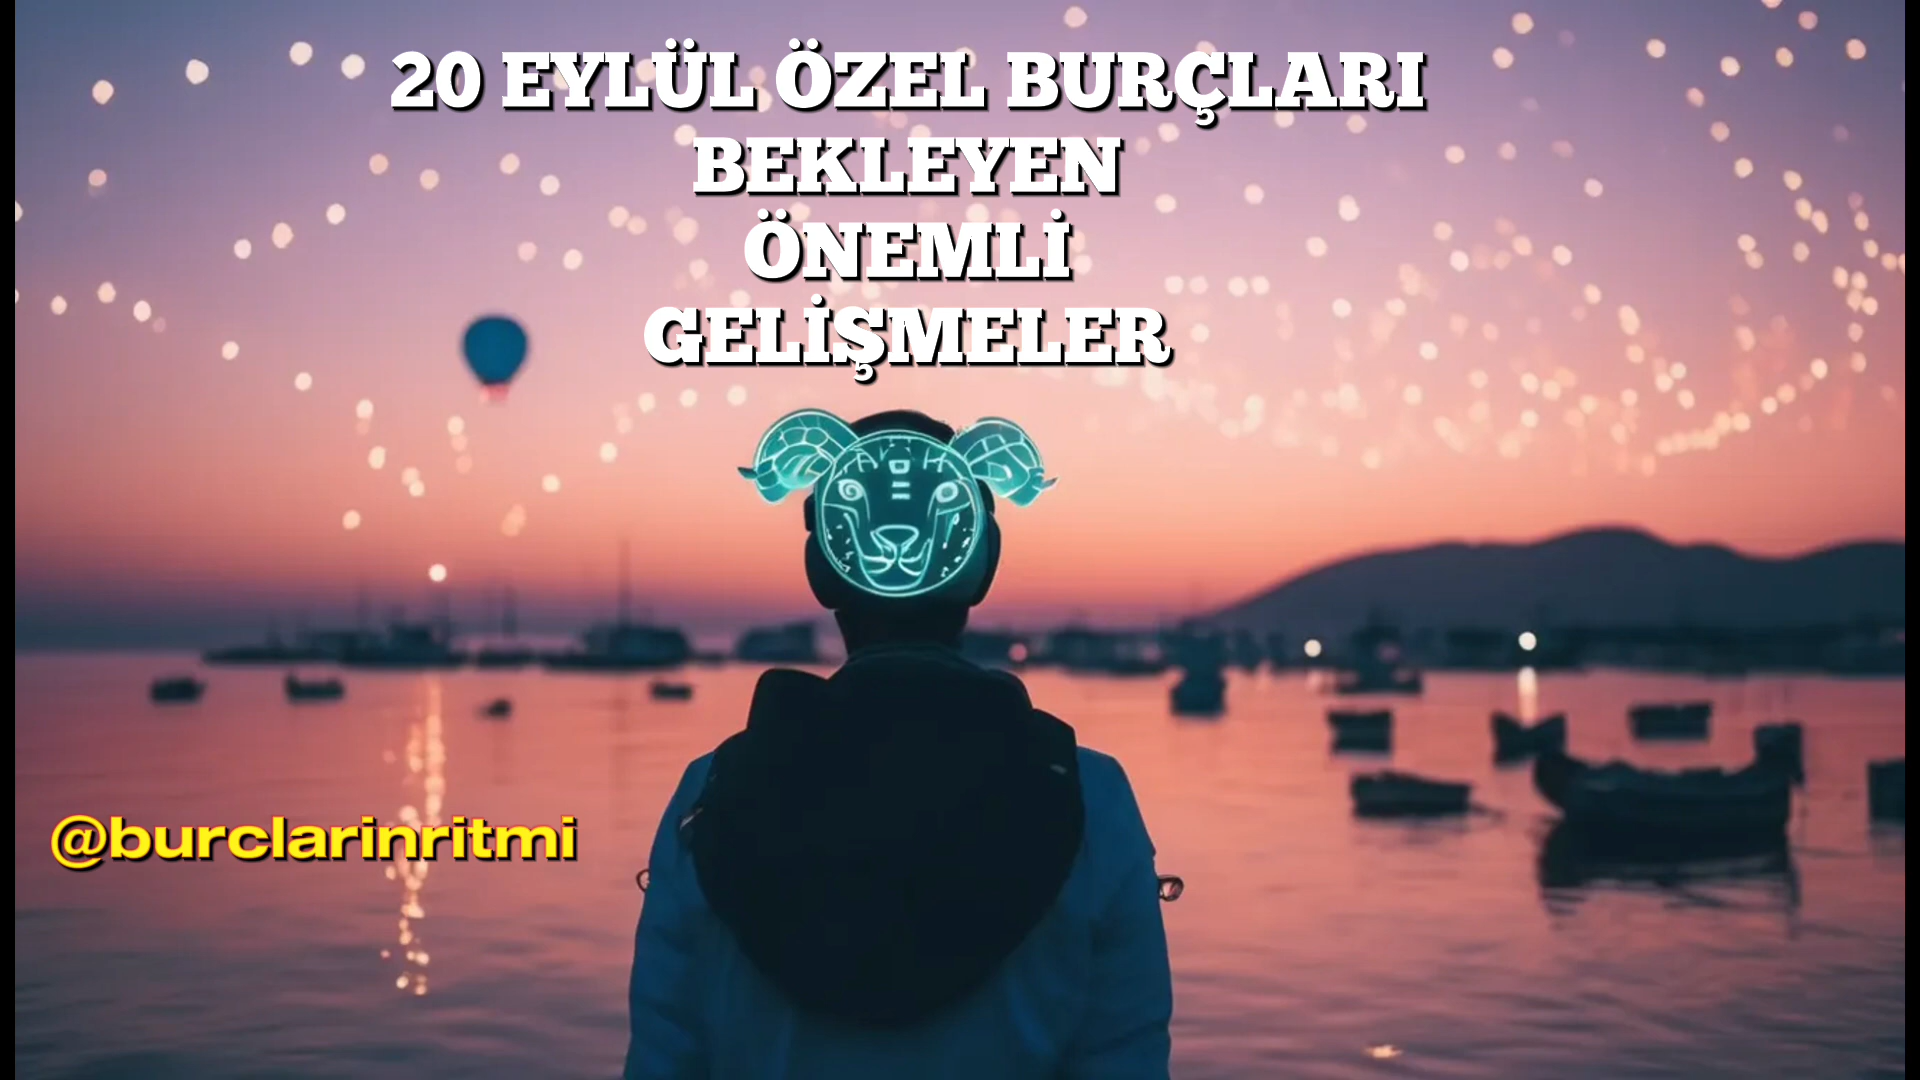 20 EYLÜL ÖZEL BURÇLARI
BEKLEYEN
ÖNEMLİ
GELİŞMELER
@burclarinritmi